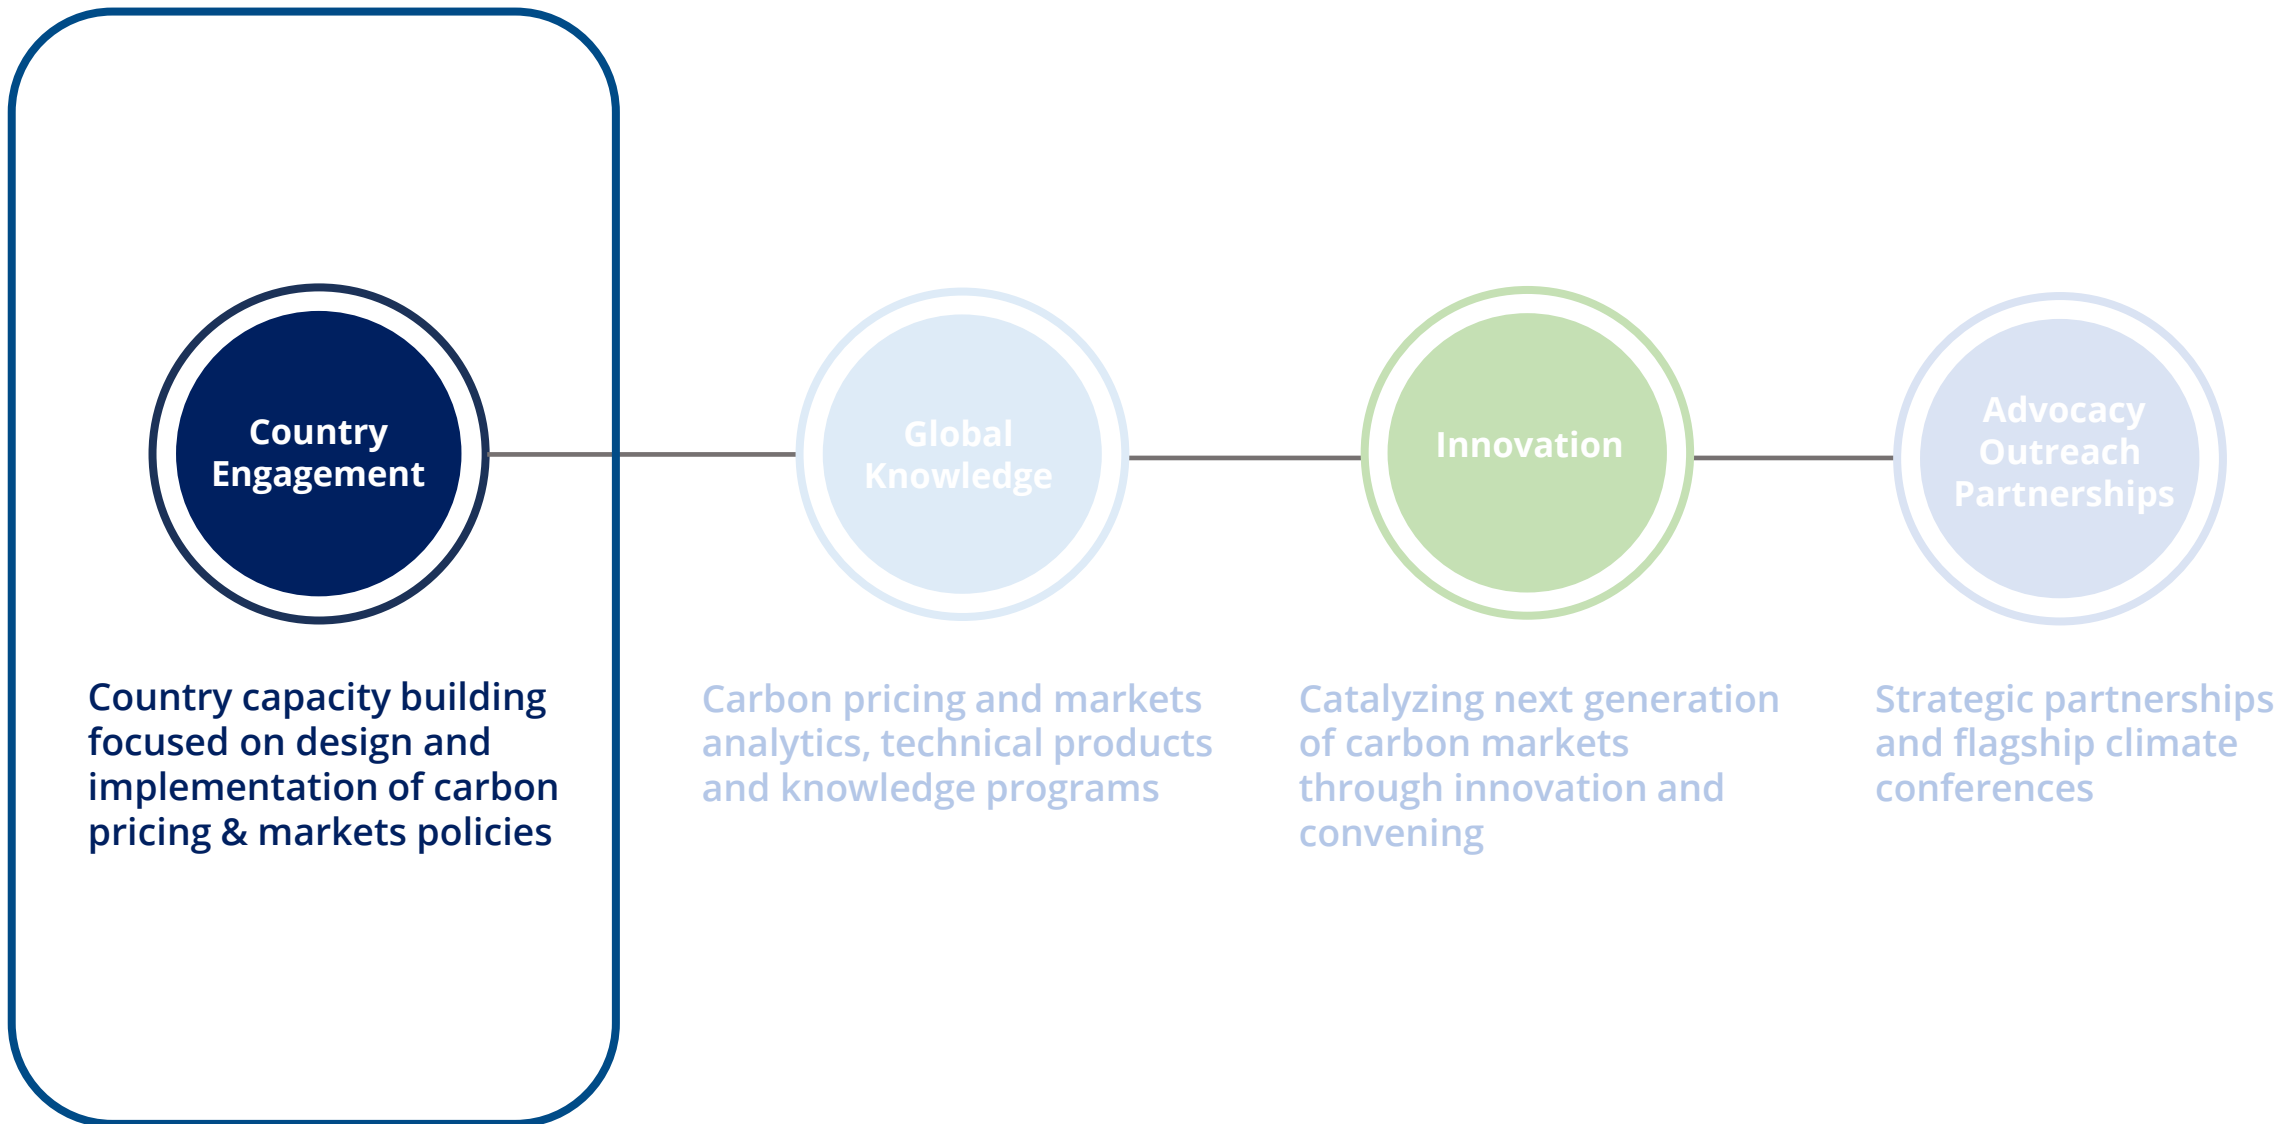 Country
Engagement
Country capacity building
focused on design and
implementation of carbon
pricing & markets policies
Global
Knowledge
Carbon pricing and markets
analytics, technical products
and knowledge programs
Innovation
Catalyzing next generation
of carbon markets
through innovation and
convening
Advocacy
Outreach
Partnerships
Strategic partnerships
and flagship climate
conferences